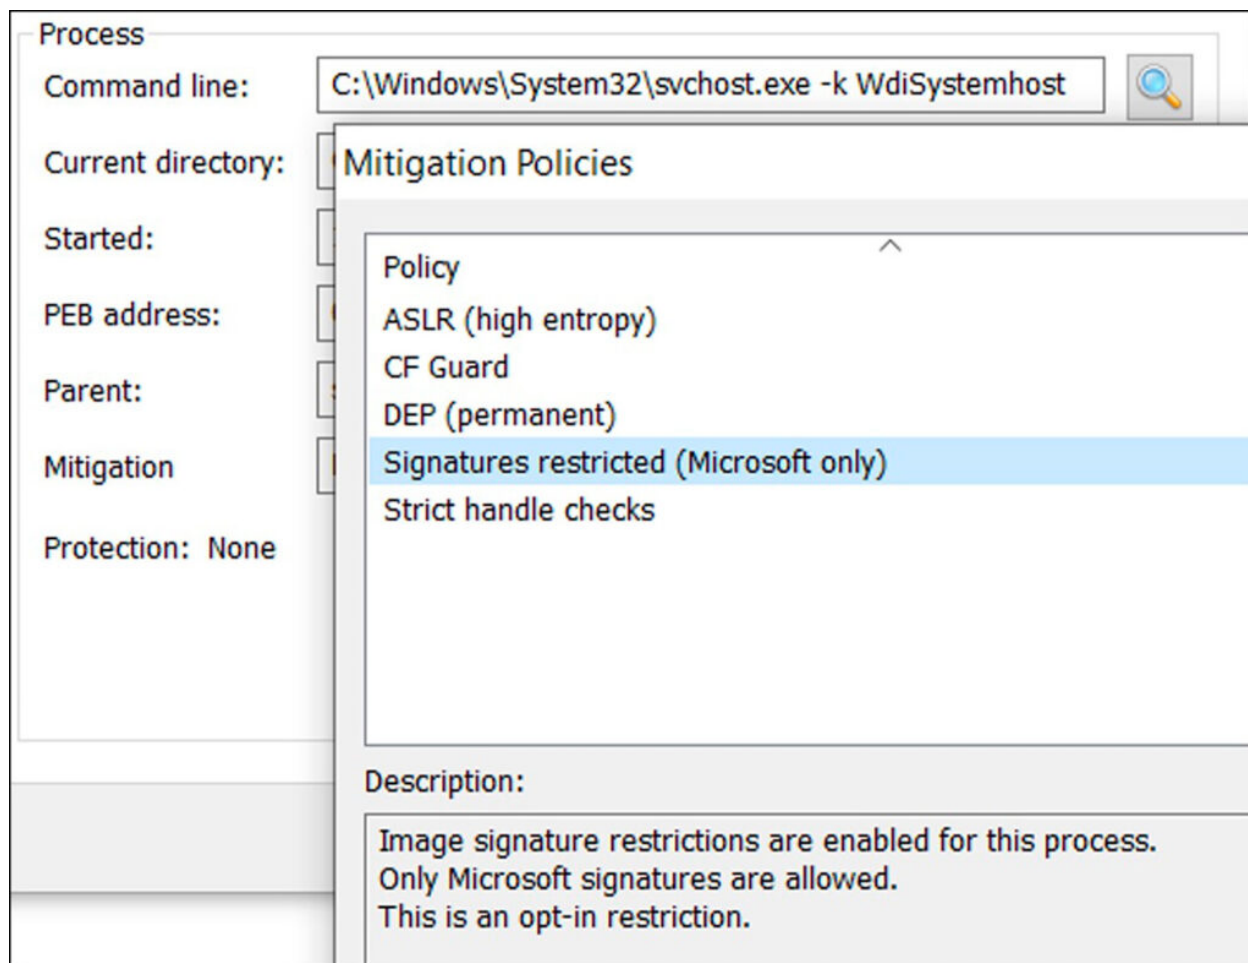 Process
Command line: C:\Windows\System32\svchost.exe -k WdiSystemhost
Current directory:
Started:
PEB address:
Parent:
Mitigation
Protection: None
Mitigation Policies
Policy
ASLR (high entropy)
CF Guard
DEP (permanent)
Signatures restricted (Microsoft only)
Strict handle checks
Description:
Image signature restrictions are enabled for this process.
Only Microsoft signatures are allowed.
This is an opt-in restriction.